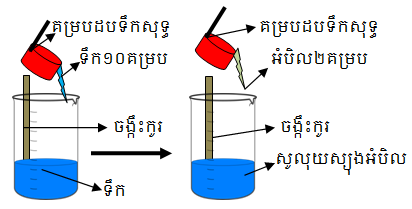 គម្របដបទឹកសុទ្ធ
ទឹក១០គម្រប
ចង្កឹះកូរ
ទឹក
គម្របដបទឹកសុទ្ធ
អំបិល២គម្រប
ចង្កឹះកូរ
សូលុយស្យុងអំបិល